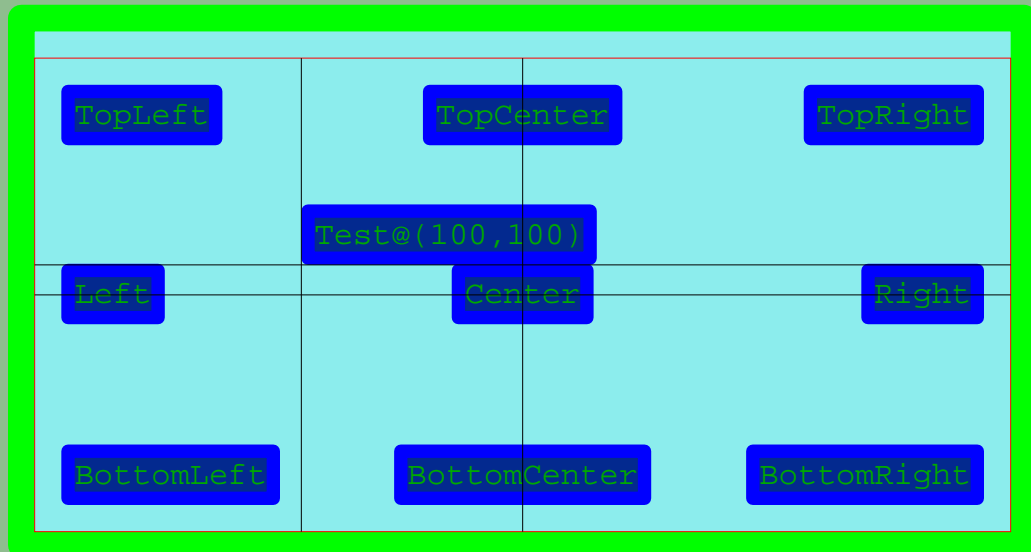 TopLeft
TopCenter
TopRight
Test@(100,100)
Left
Center
Right
BottomLeft
BottomCenter
BottomRight